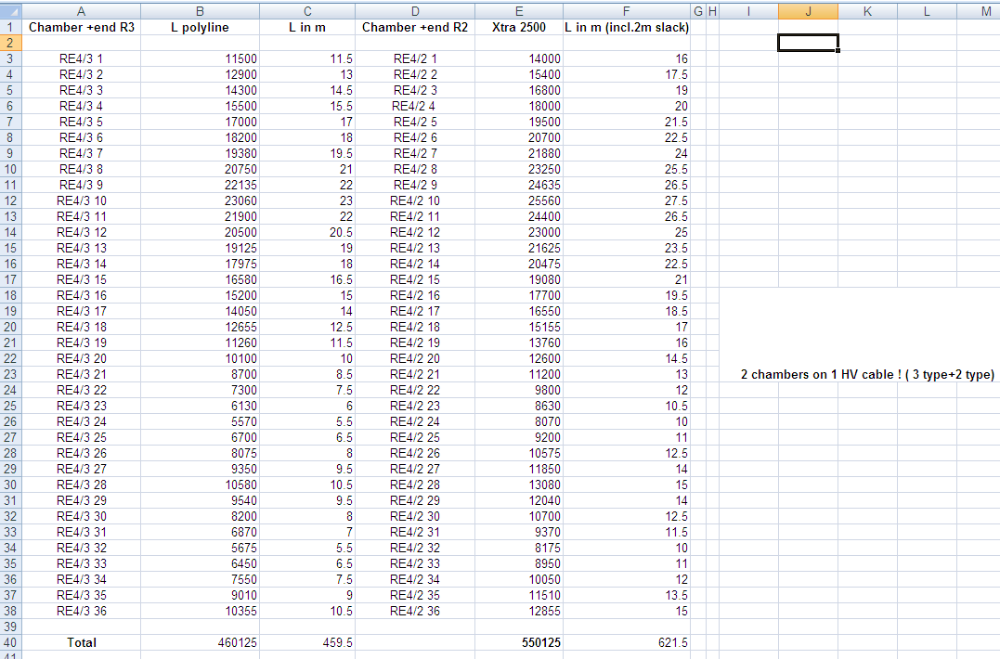 A B C D E F G H I J K L M
1 Chamber +end R3 L polyline L in m Chamber +end R2 Xtra 2500 L in m (incl.2m slack)
2
3 RE4/3 1 11500 11.5 RE4/2 1 14000 16
4 RE4/3 2 12900 13 RE4/2 2 15400 17.5
5 RE4/3 3 14300 14.5 RE4/2 3 16800 19
6 RE4/3 4 15500 15.5 RE4/2 4 18000 20
7 RE4/3 5 17000 17 RE4/2 5 19500 21.5
8 RE4/3 6 18200 18 RE4/2 6 20700 22.5
9 RE4/3 7 19380 19.5 RE4/2 7 21880 24
10 RE4/3 8 20750 21 RE4/2 8 23250 25.5
11 RE4/3 9 22135 22 RE4/2 9 24635 26.5
12 RE4/3 10 23060 23 RE4/2 10 25560 27.5
13 RE4/3 11 21900 22 RE4/2 11 24400 26.5
14 RE4/3 12 20500 20.5 RE4/2 12 23000 25
15 RE4/3 13 19125 19 RE4/2 13 21625 23.5
16 RE4/3 14 17975 18 RE4/2 14 20475 22.5
17 RE4/3 15 16580 16.5 RE4/2 15 19080 21
18 RE4/3 16 15200 15 RE4/2 16 17700 19.5
19 RE4/3 17 14050 14 RE4/2 17 16550 18.5
20 RE4/3 18 12655 12.5 RE4/2 18 15155 17
21 RE4/3 19 11260 11.5 RE4/2 19 13760 16
22 RE4/3 20 10100 10 RE4/2 20 12600 14.5
23 RE4/3 21 8700 8.5 RE4/2 21 11200 13 2 chambers on 1 HV cable ! ( 3 type+2 type)
24 RE4/3 22 7300 7.5 RE4/2 22 9800 12
25 RE4/3 23 6130 6 RE4/2 23 8630 10.5
26 RE4/3 24 5570 5.5 RE4/2 24 8070 10
27 RE4/3 25 6700 6.5 RE4/2 25 9200 11
28 RE4/3 26 8075 8 RE4/2 26 10575 12.5
29 RE4/3 27 9350 9.5 RE4/2 27 11850 14
30 RE4/3 28 10580 10.5 RE4/2 28 13080 15
31 RE4/3 29 9540 9.5 RE4/2 29 12040 14
32 RE4/3 30 8200 8 RE4/2 30 10700 12.5
33 RE4/3 31 6870 7 RE4/2 31 9370 11.5
34 RE4/3 32 5675 5.5 RE4/2 32 8175 10
35 RE4/3 33 6450 6.5 RE4/2 33 8950 11
36 RE4/3 34 7550 7.5 RE4/2 34 10050 12
37 RE4/3 35 9010 9 RE4/2 35 11510 13.5
38 RE4/3 36 10355 10.5 RE4/2 36 12855 15
39
40 Total 460125 459.5 550125 621.5
41